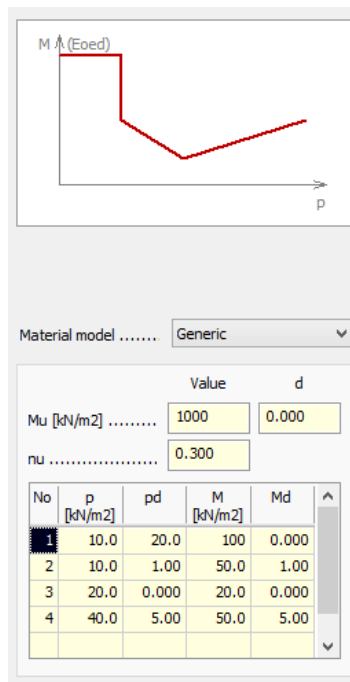 M (Eoed)
p
Material model ....... Generic
Value d
Mu [kN/m2] ......... 1000 0.000
nu .................... 0.300
No p [kN/m2] pd M [kN/m2] Md
1 10.0 20.0 100 0.000
2 10.0 1.00 50.0 1.00
3 20.0 0.000 20.0 0.000
4 40.0 5.00 50.0 5.00